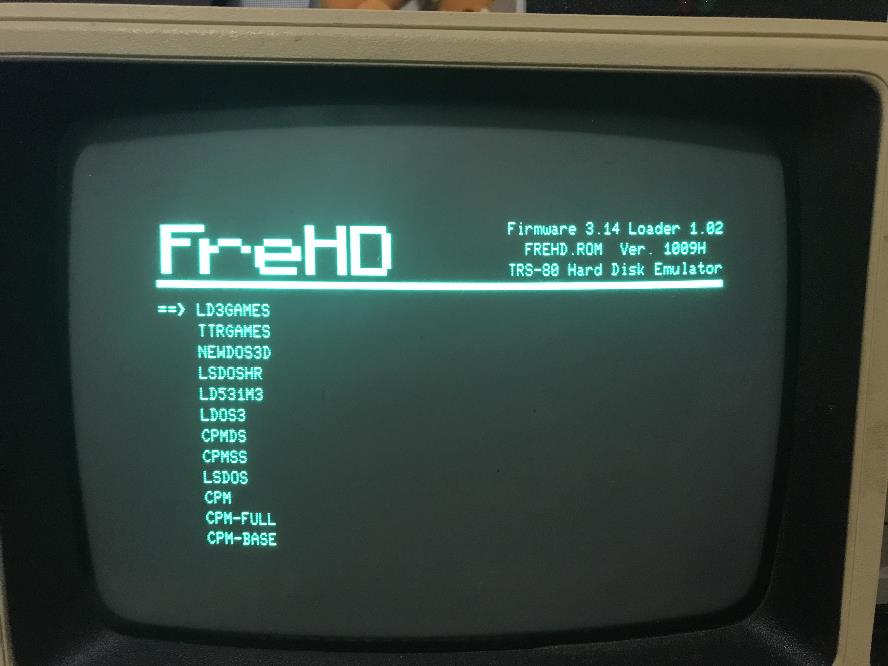 FreHD
Firmware 3.14 Loader 1.02
FREHD.ROM Ver. 1009H
TRS-80 Hard Disk Emulator
==> LD3GAMES
TTRGAMES
NEWDOS3D
LSDOSHR
LD531M3
LDOS3
CPMDS
CPMSS
LSDOS
CPM
CPM-FULL
CPM-BASE